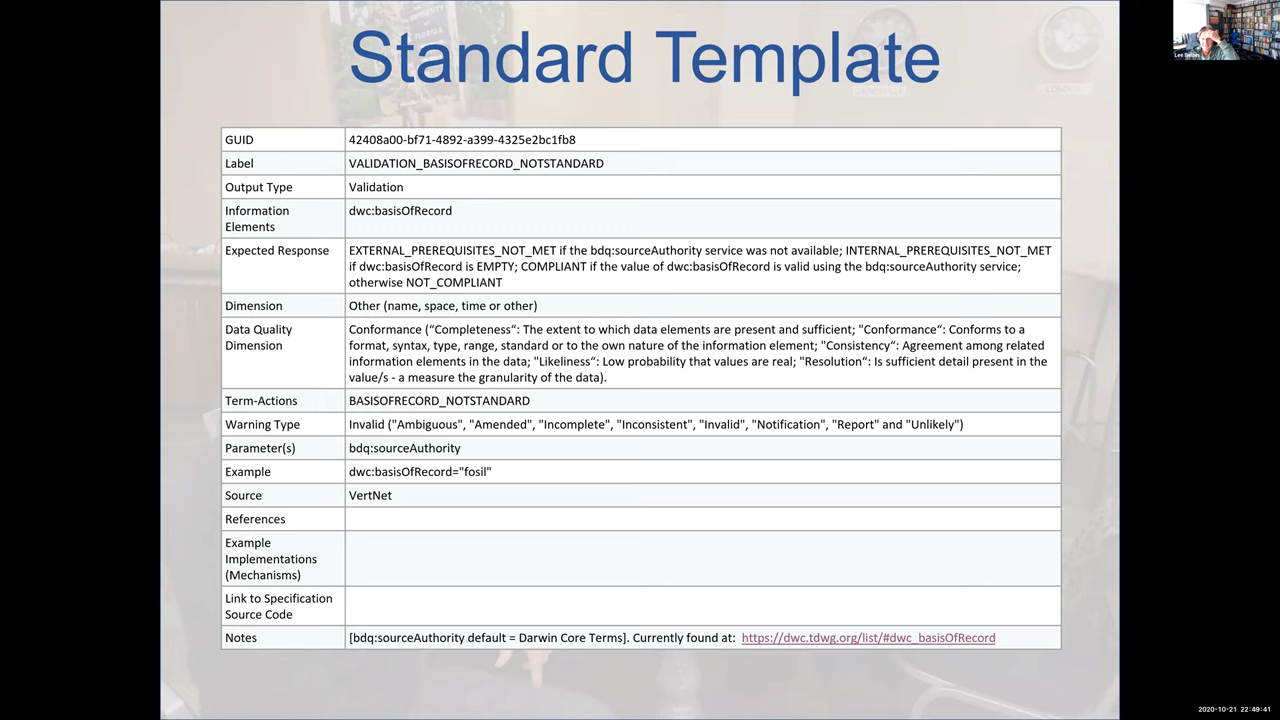 Standard Template
GUID 42408a00-bf71-4892-a399-4325e2bc1fb8
Label VALIDATION_BASISOFRECORD_NOTSTANDARD
Output Type Validation
Information Elements dwc:basisOfRecord
Expected Response EXTERNAL_PREREQUISITES_NOT_MET if the bdq:sourceAuthority service was not available; INTERNAL_PREREQUISITES_NOT_MET
if dwc:basisOfRecord is EMPTY; COMPLIANT if the value of dwc:basisOfRecord is valid using the bdq:sourceAuthority service;
otherwise NOT_COMPLIANT
Dimension Other (name, space, time or other)
Data Quality Dimension Conformance (“Completeness“: The extent to which data elements are present and sufficient; "Conformance“: Conforms to a
format, syntax, type, range, standard or to the own nature of the information element; "Consistency“: Agreement among related
information elements in the data; "Likeliness“: Low probability that values are real; "Resolution“: Is sufficient detail present in the
value/s - a measure the granularity of the data).
Term-Actions BASISOFRECORD_NOTSTANDARD
Warning Type Invalid ("Ambiguous", "Amended", "Incomplete", "Inconsistent", "Invalid", "Notification", "Report" and "Unlikely")
Parameter(s) bdq:sourceAuthority
Example dwc:basisOfRecord="fosil"
Source VertNet
References
Example
Implementations
(Mechanisms)
Link to Specification
Source Code
Notes [bdq:sourceAuthority default = Darwin Core Terms]. Currently found at: https://dwc.tdwg.org/list/#dwc_basisOfRecord
2020-10-21 22:49:41